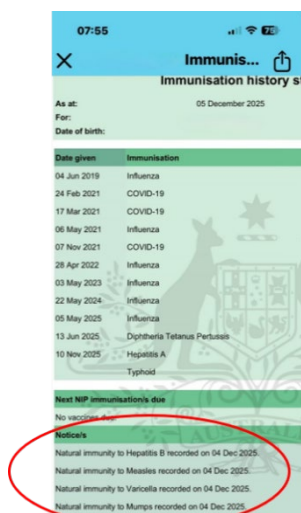 07:55
79
Immunis...
Immunisation history s
As at: 05 December 2025
For:
Date of birth:
Date given Immunisation
04 Jun 2019 Influenza
24 Feb 2021 COVID-19
17 Mar 2021 COVID-19
06 May 2021 Influenza
07 Nov 2021 COVID-19
28 Apr 2022 Influenza
03 May 2023 Influenza
22 May 2024 Influenza
05 May 2025 Influenza
13 Jun 2025 Diphtheria Tetanus Pertussis
10 Nov 2025 Hepatitis A
Typhoid
Next NIP immunisation/s due
No vaccines due.
Notice/s
Natural immunity to Hepatitis B recorded on 04 Dec 2025.
Natural immunity to Measles recorded on 04 Dec 2025.
Natural immunity to Varicella recorded on 04 Dec 2025.
Natural immunity to Mumps recorded on 04 Dec 2025.
AUSTRALI